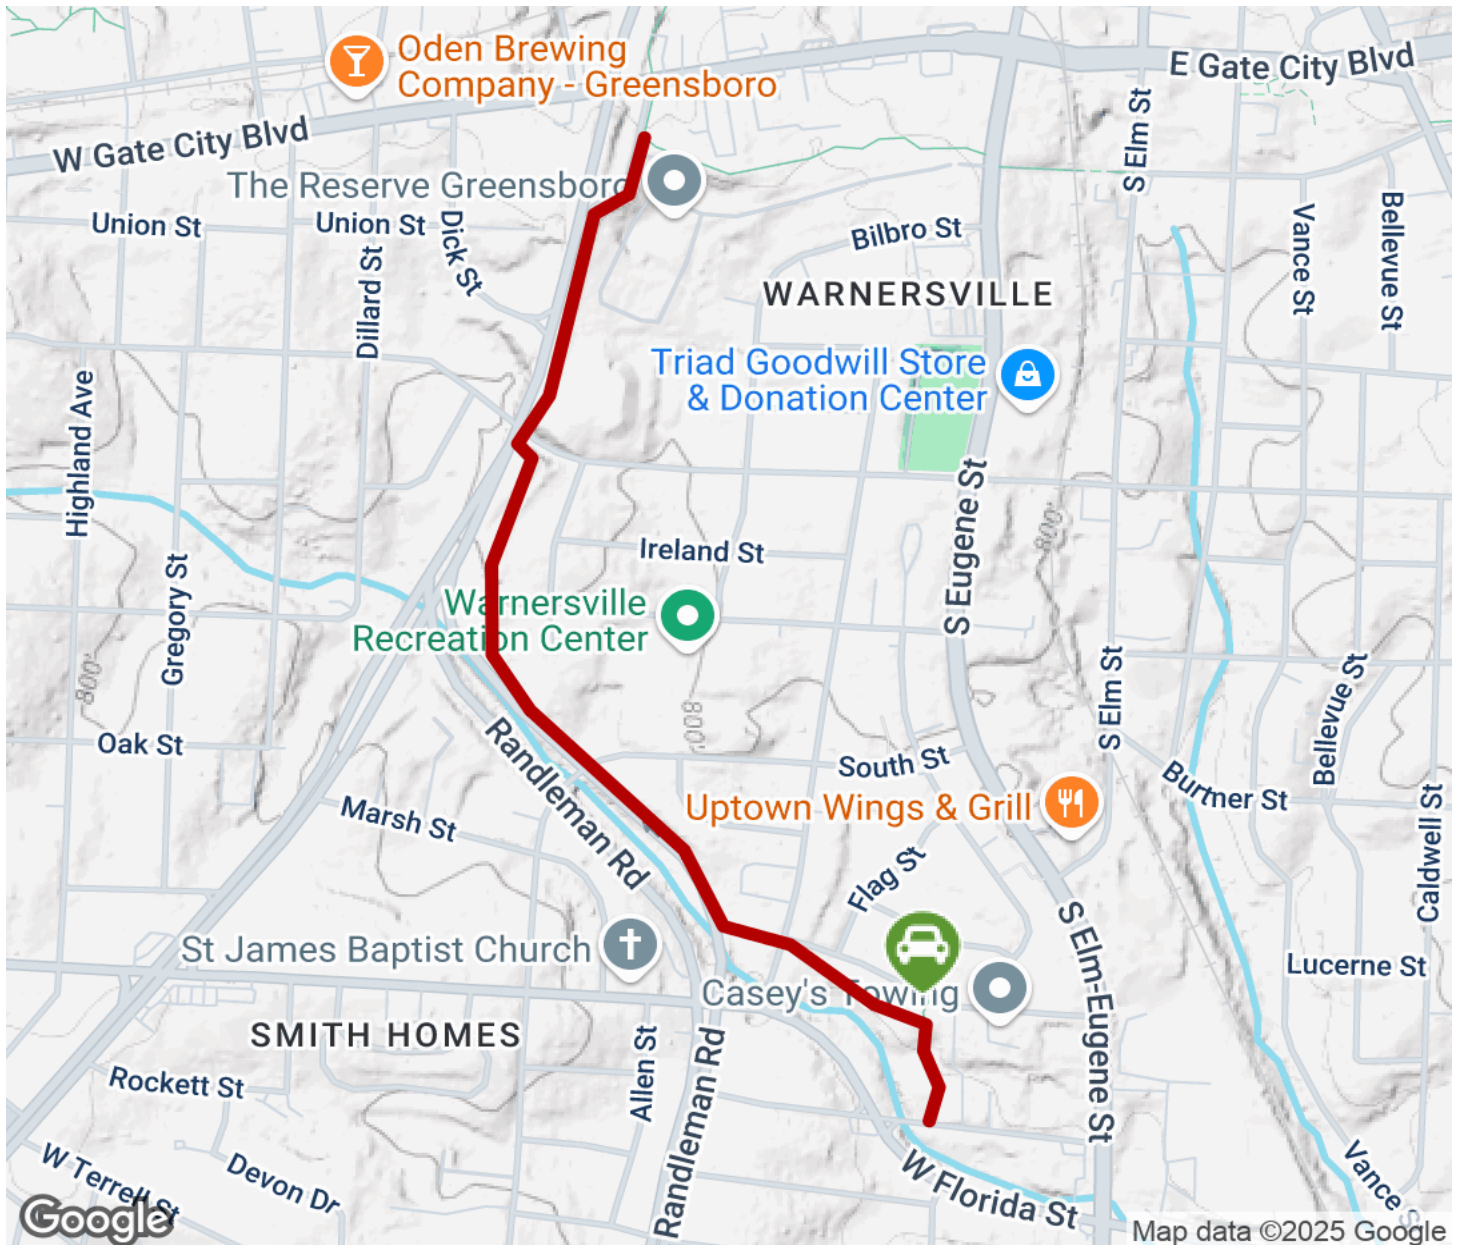 Oden Brewing
Company - Greensboro
E Gate City Blvd
W Gate City Blvd
S Elm St
The Reserve Greensboro
Union St
Union St
Dick St
Bilbro St
Vance St
Bellevue St
WARNERSVILLE
Dillard St
Triad Goodwill Store
& Donation Center
Highland Ave
S Eugene St
800'
Ireland St
Gregory St
Warnersville
Recreation Center
800'
800'
S Elm St
Bellevue St
Oak St
Randleman Rd
South St
Burtner St
Marsh St
Uptown Wings & Grill
Caldwell St
Flag St
St James Baptist Church
S Elm-Eugene St
Lucerne St
Casey's Towing
SMITH HOMES
Rockett St
Allen St
Randleman Rd
W Terrell St
Devon Dr
W Florida St
Vance S
Google
Map data ©2025 Google